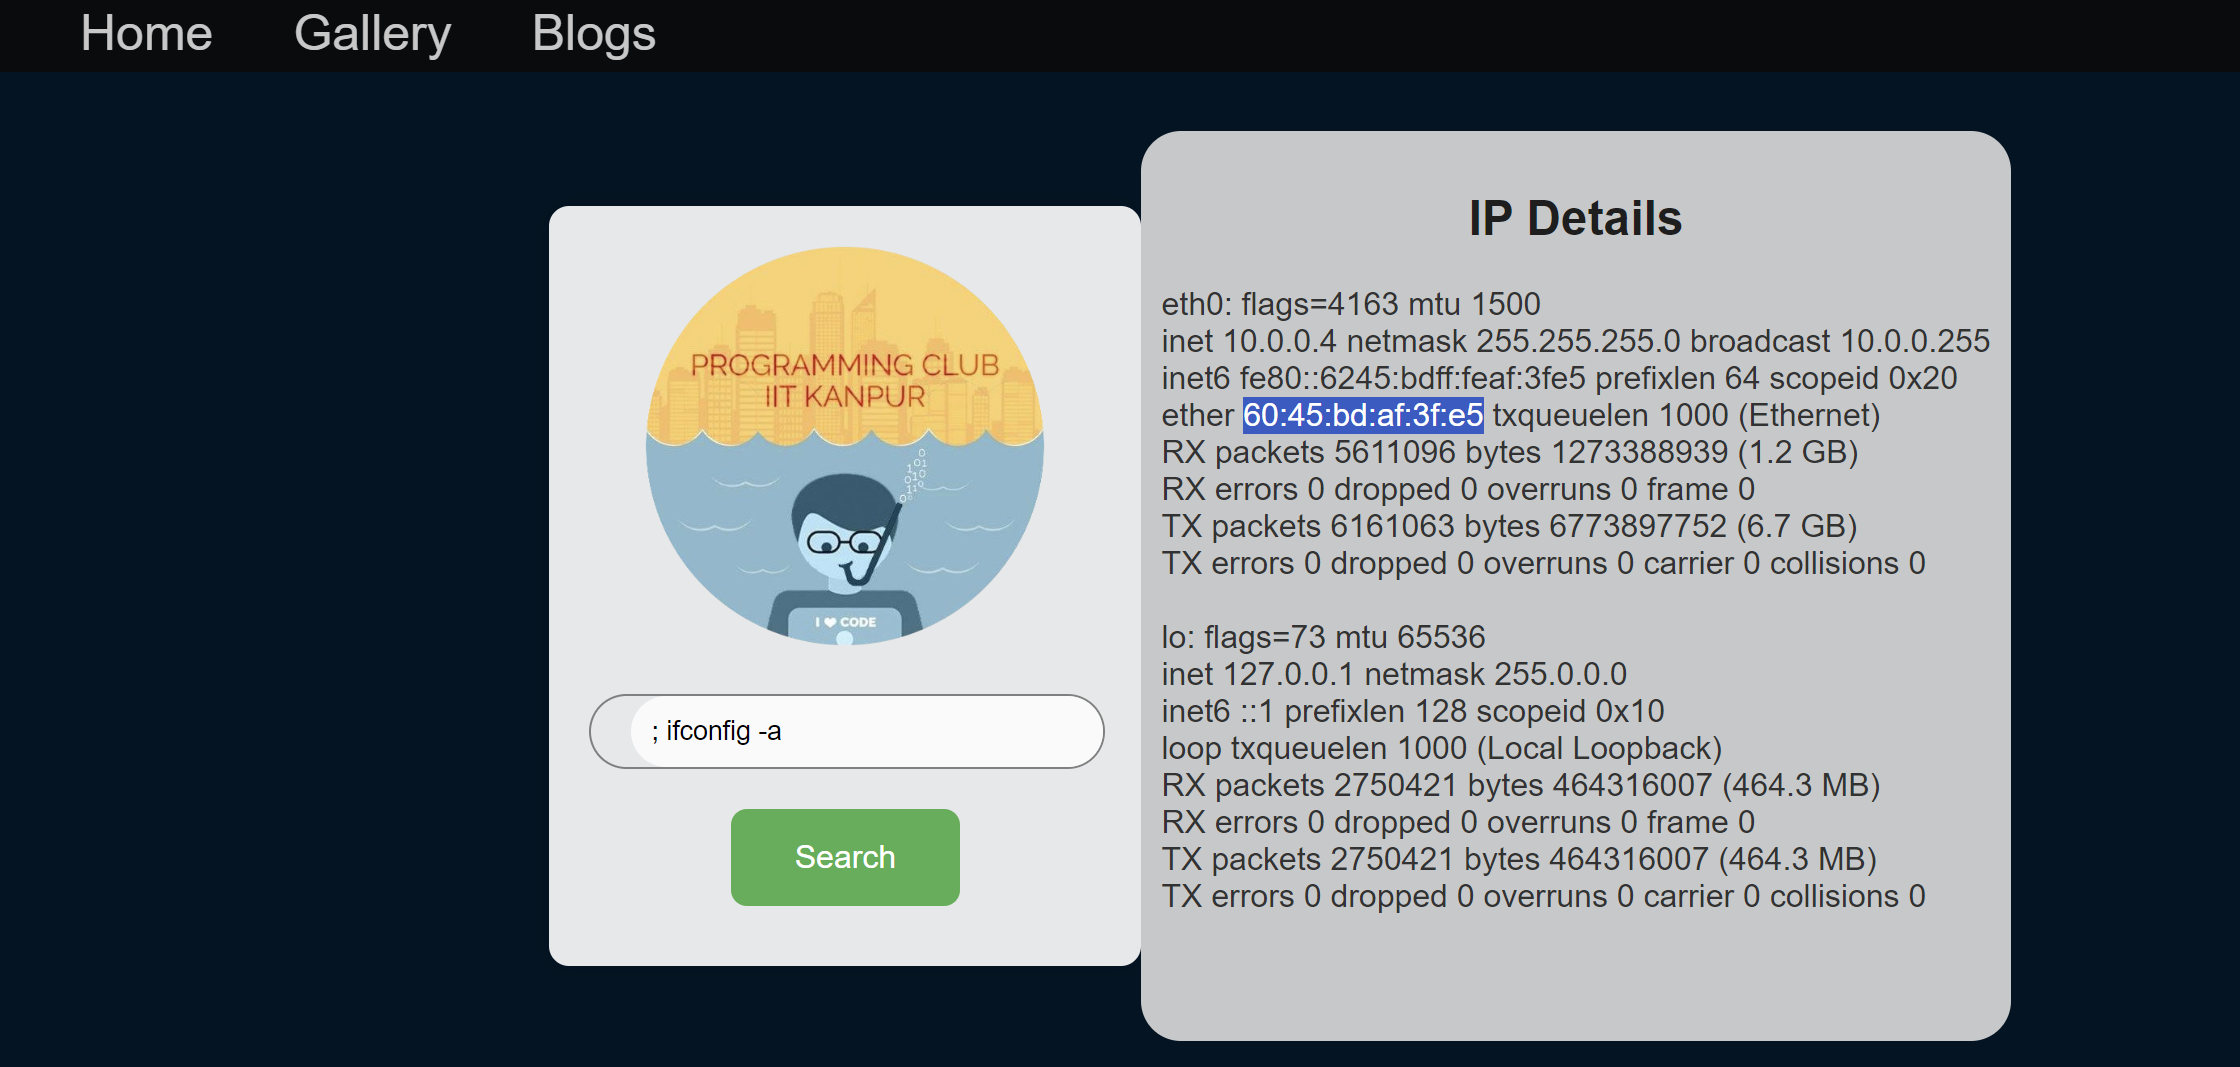 Home Gallery Blogs
PROGRAMMING CLUB
IIT KANPUR
I ❤ CODE
; ifconfig -a
Search
IP Details
eth0: flags=4163 mtu 1500
inet 10.0.0.4 netmask 255.255.255.0 broadcast 10.0.0.255
inet6 fe80::6245:bdff:feaf:3fe5 prefixlen 64 scopeid 0x20
ether 60:45:bd:af:3f:e5 txqueuelen 1000 (Ethernet)
RX packets 5611096 bytes 1273388939 (1.2 GB)
RX errors 0 dropped 0 overruns 0 frame 0
TX packets 6161063 bytes 6773897752 (6.7 GB)
TX errors 0 dropped 0 overruns 0 carrier 0 collisions 0
lo: flags=73 mtu 65536
inet 127.0.0.1 netmask 255.0.0.0
inet6 ::1 prefixlen 128 scopeid 0x10
loop txqueuelen 1000 (Local Loopback)
RX packets 2750421 bytes 464316007 (464.3 MB)
RX errors 0 dropped 0 overruns 0 frame 0
TX packets 2750421 bytes 464316007 (464.3 MB)
TX errors 0 dropped 0 overruns 0 carrier 0 collisions 0